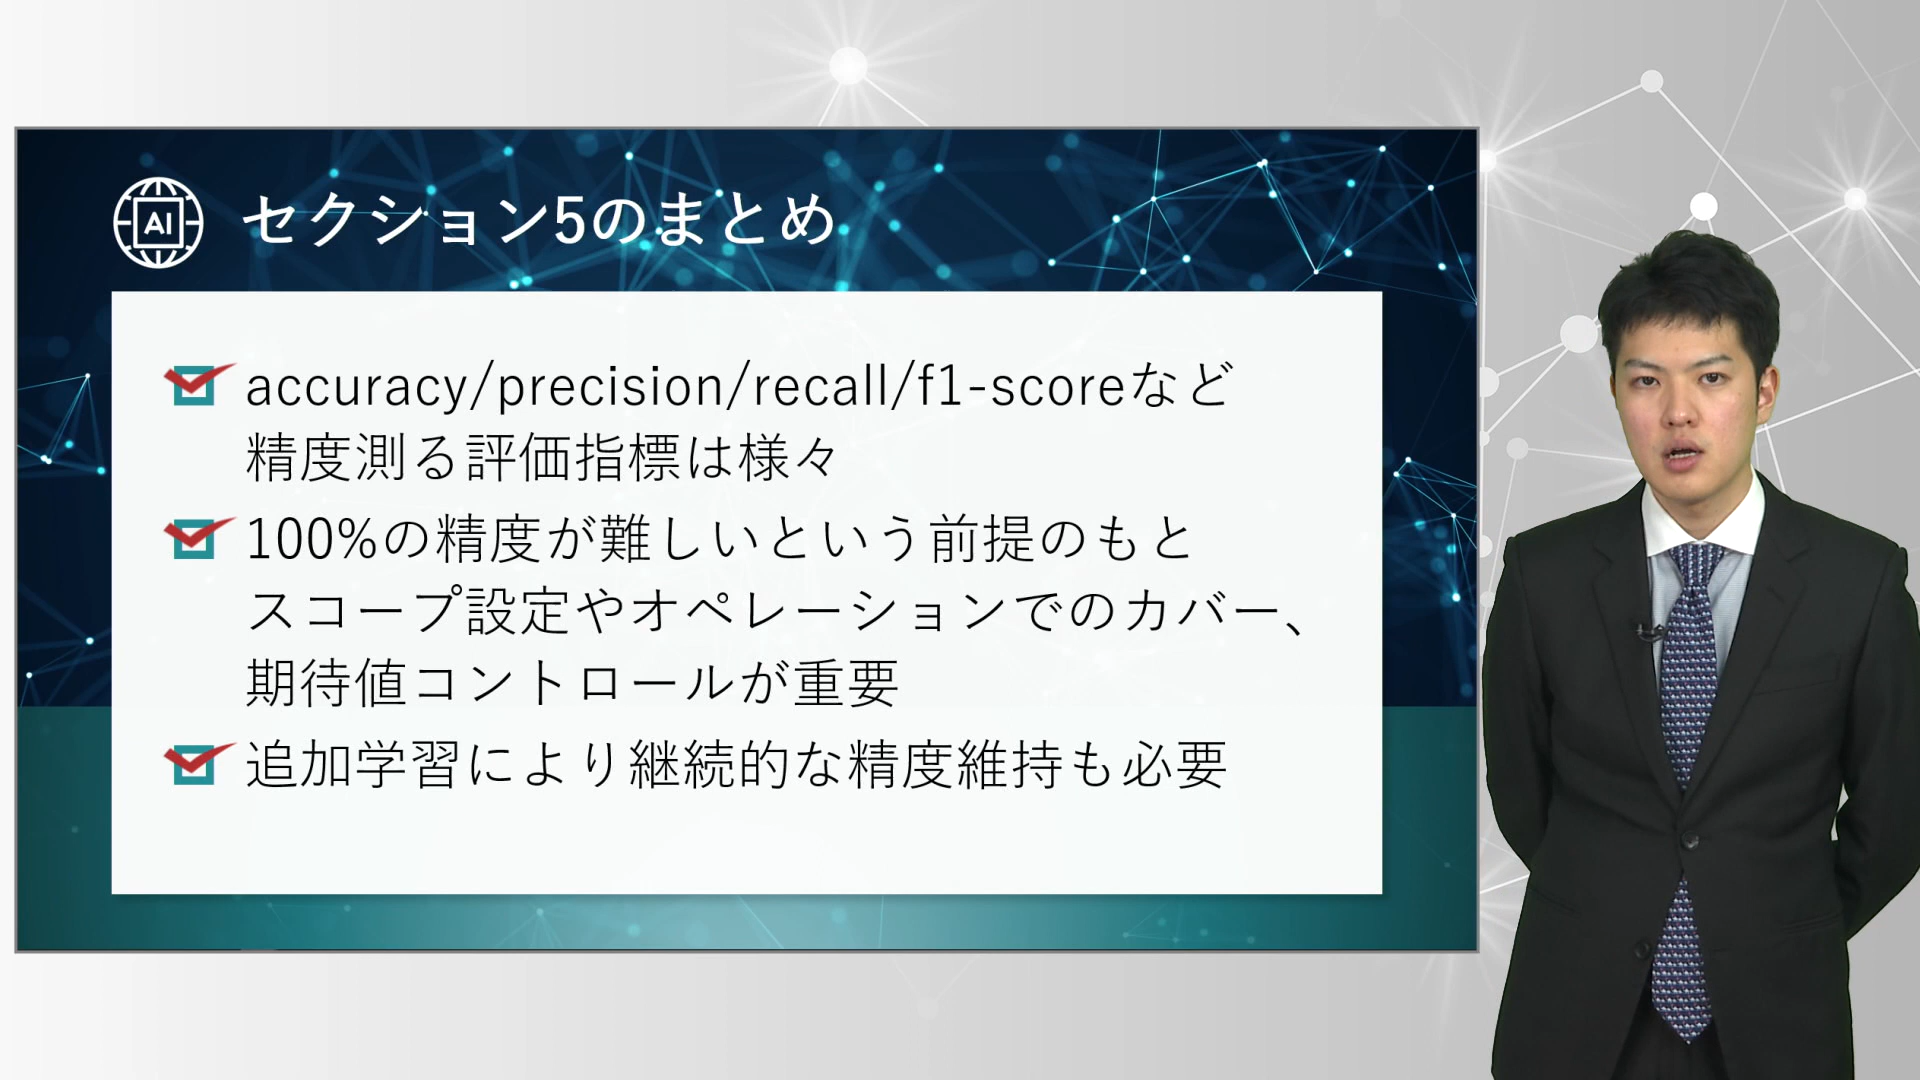 AI
セクション5のまとめ
accuracy/precision/recall/f1-scoreなど
精度測る評価指標は様々
100%の精度が難しいという前提のもと
スコープ設定やオペレーションでのカバー、
期待値コントロールが重要
追加学習により継続的な精度維持も必要